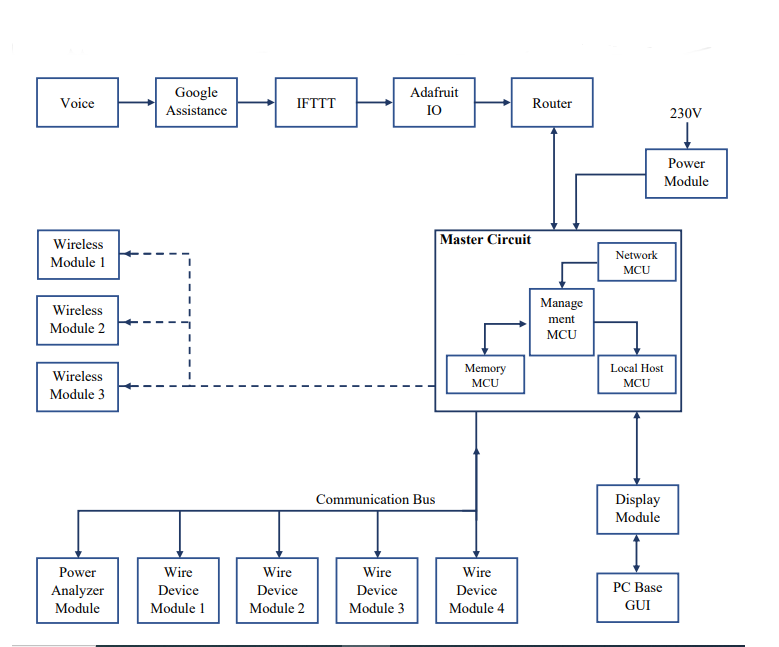 Voice
Google
Assistance
IFTTT
Adafruit
IO
Router
230V
Power
Module
Master Circuit
Network
MCU
Manage
ment
MCU
Memory
MCU
Local Host
MCU
Wireless
Module 1
Wireless
Module 2
Wireless
Module 3
Communication Bus
Display
Module
Power
Analyzer
Module
Wire
Device
Module 1
Wire
Device
Module 2
Wire
Device
Module 3
Wire
Device
Module 4
PC Base
GUI